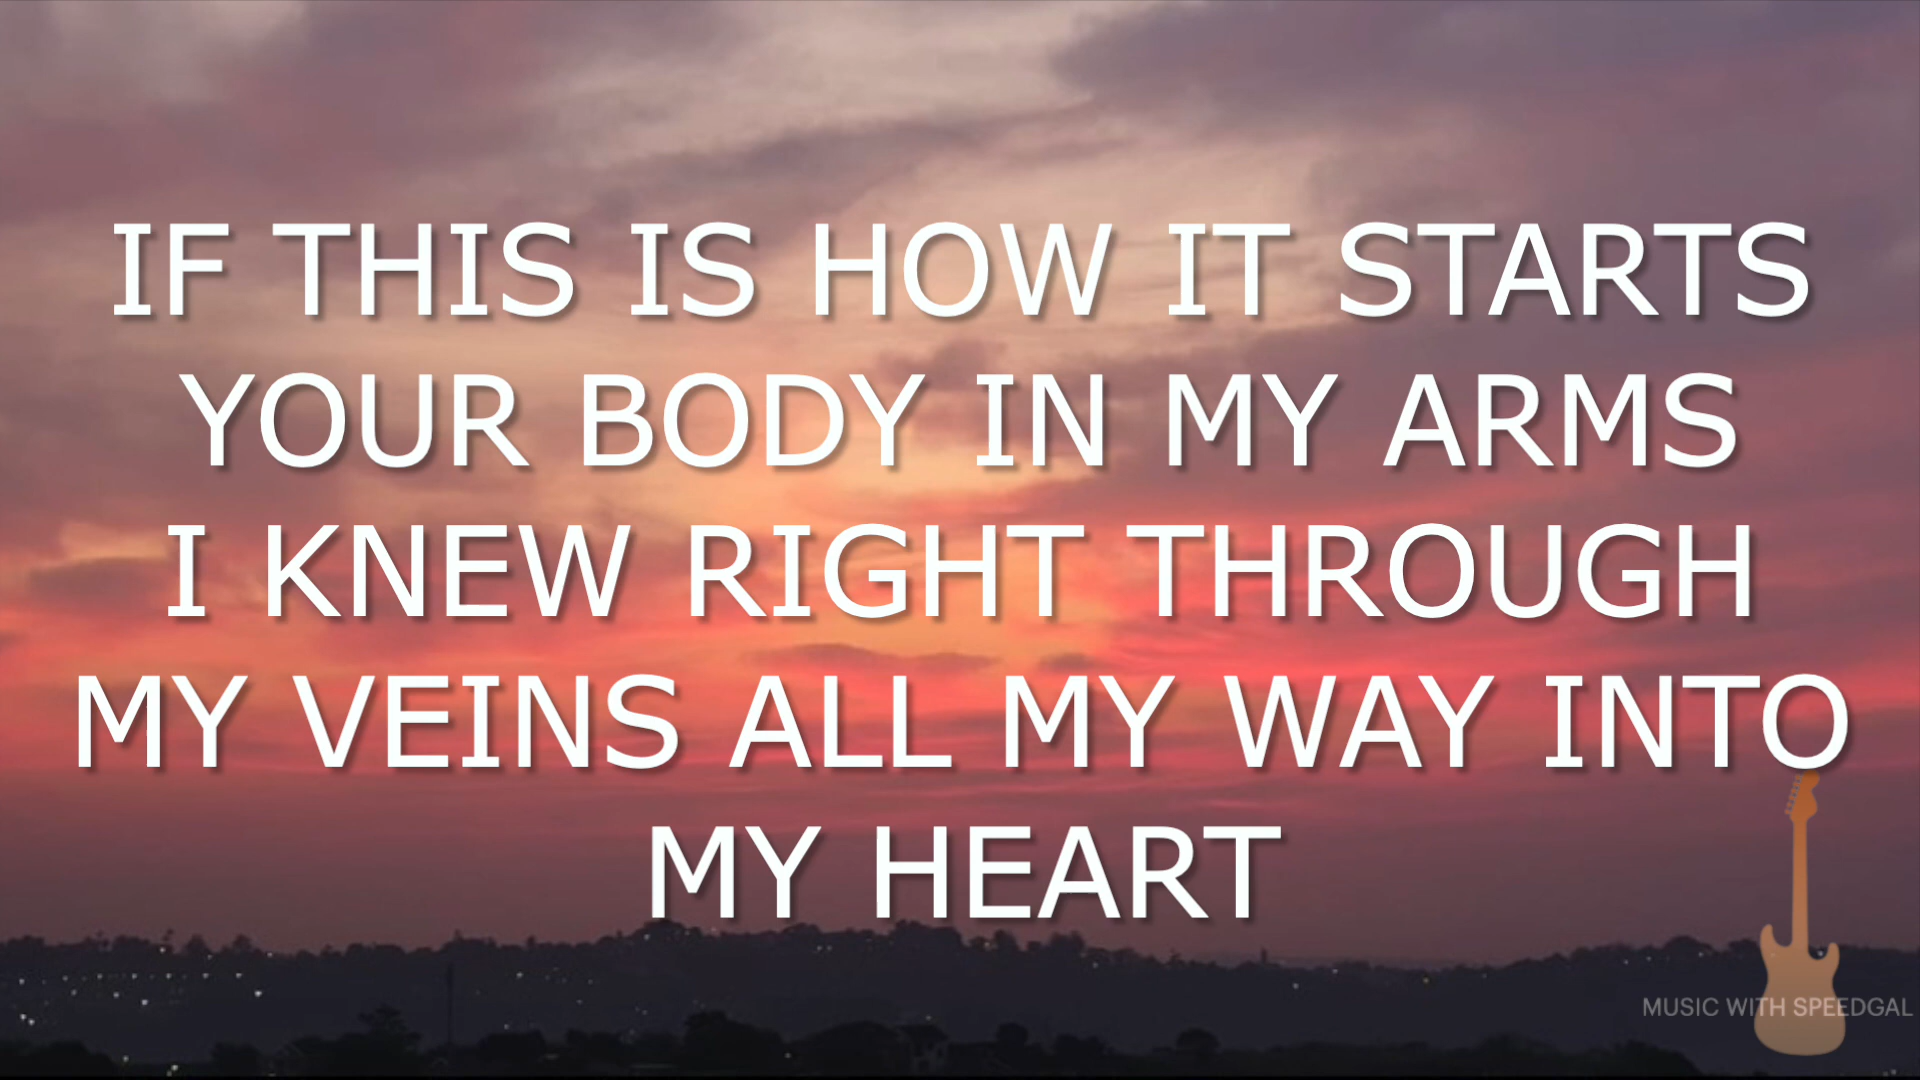 IF THIS IS HOW IT STARTS
YOUR BODY IN MY ARMS
I KNEW RIGHT THROUGH
MY VEINS ALL MY WAY INTO
MY HEART
MUSIC WITH SPEEDGAL